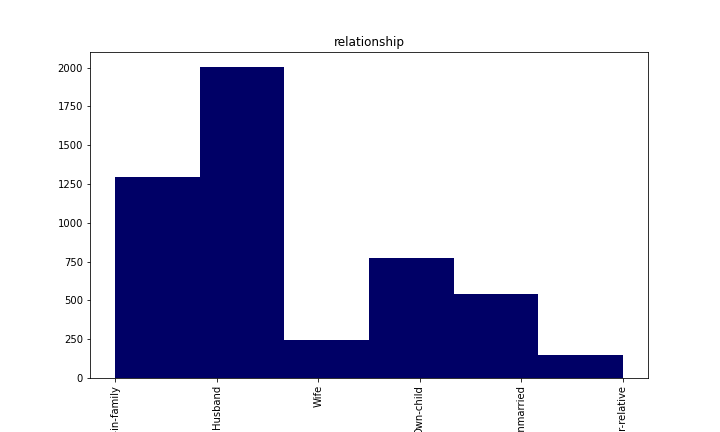 relationship
2000
1750
1500
1250
1000
750
500
250
0
in-family
Husband
Wife
Own-child
nmarried
r-relative